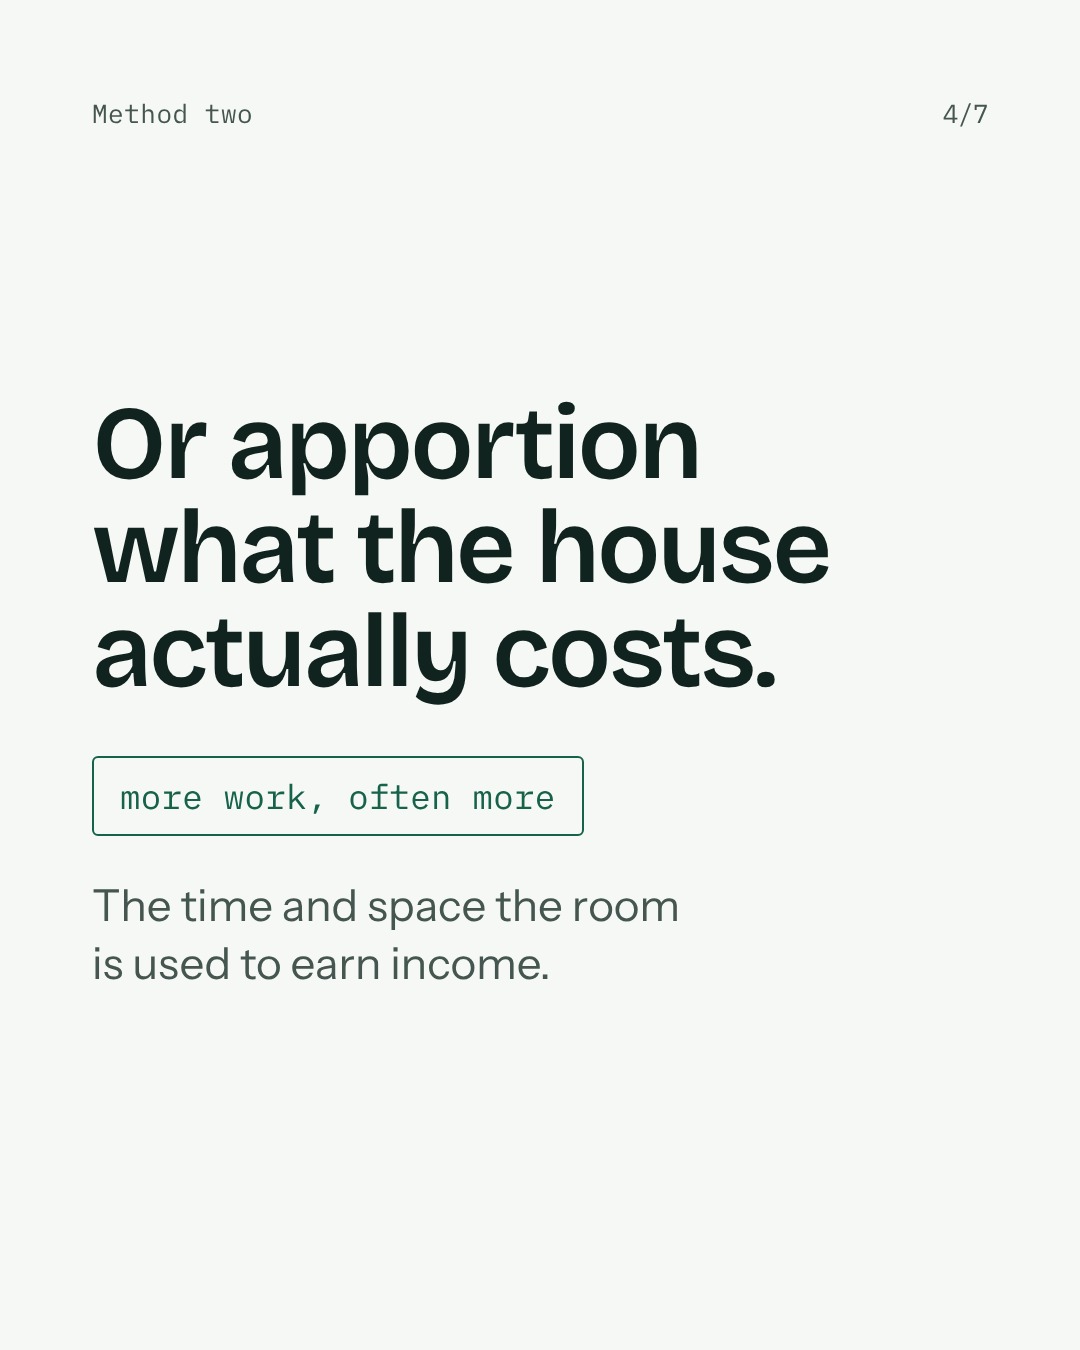 Method two
4/7
Or apportion
what the house
actually costs.
more work, often more
The time and space the room
is used to earn income.